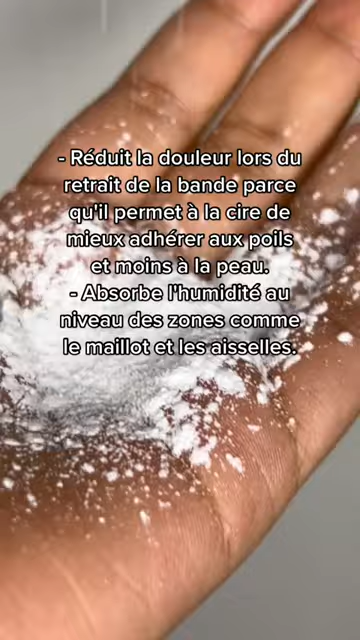 - Réduit la douleur lors du
retrait de la bande parce
qu'il permet à la cire de
mieux adhérer aux poils
et moins à la peau.
- Absorbe l'humidité au
niveau des zones comme
le maillot et les aisselles.